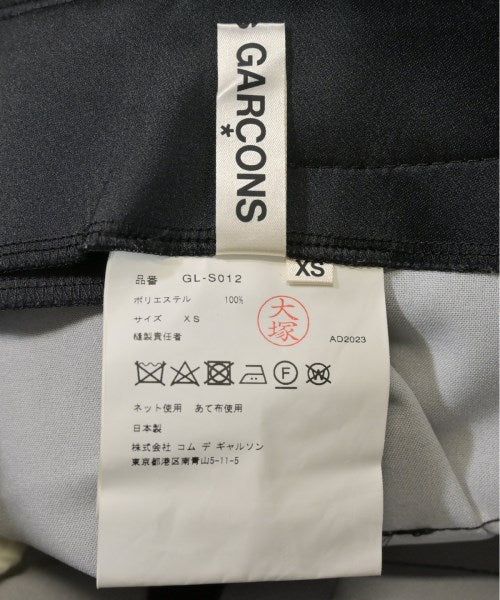 S GARCONS
XS
品番 GL-S012
ポリエステル 100%
サイズ XS
縫製責任者
大塚
AD2023
ネット使用 あて布使用
日本製
株式会社 コム デ ギャルソン
東京都港区南青山5-11-5